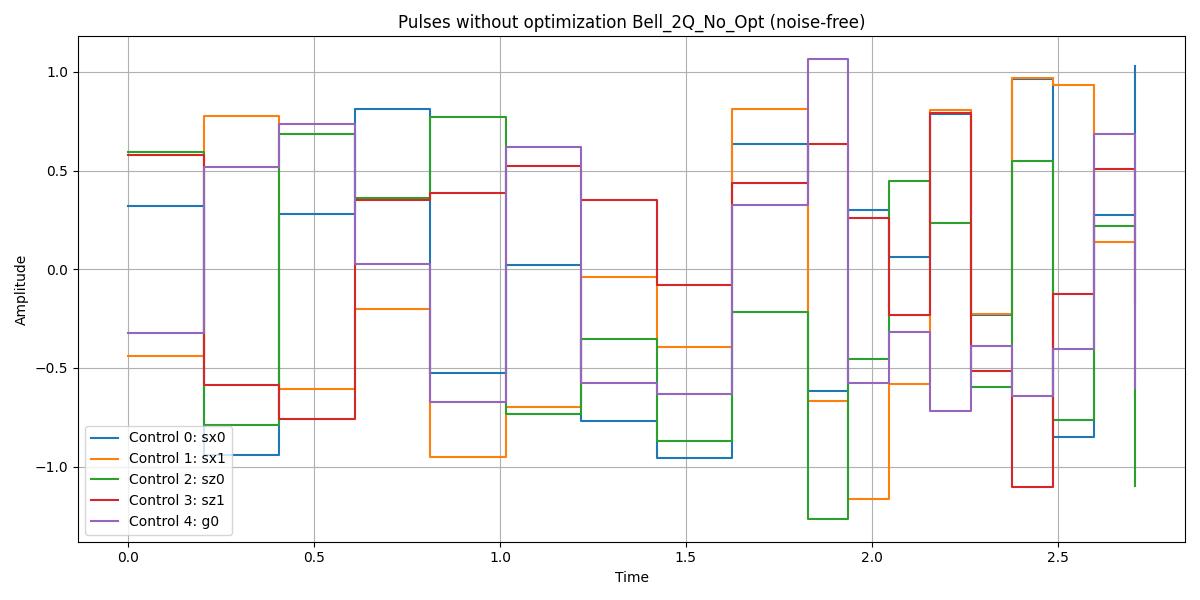 Pulses without optimization Bell_2Q_No_Opt (noise-free)
1.0
0.5
0.0
−0.5
−1.0
Amplitude
Control 0: sx0
Control 1: sx1
Control 2: sz0
Control 3: sz1
Control 4: g0
0.0 0.5 1.0 1.5 2.0 2.5
Time